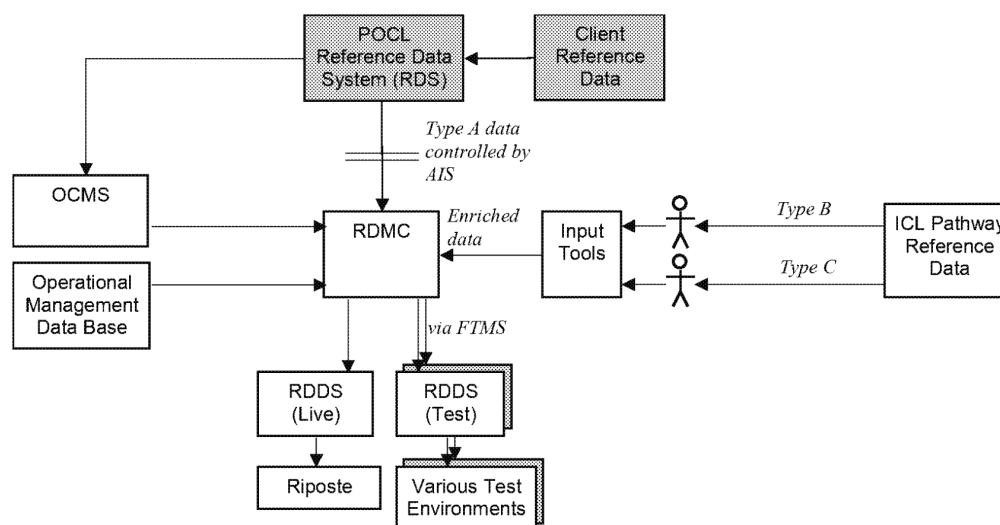 POCL
Reference Data
System (RDS)
Client
Reference
Data
Type A data
controlled by
AIS
OCMS
RDMC
Enriched
data
Input
Tools
Type B
Type C
ICL Pathway
Reference
Data
Operational
Management
Data Base
via FTMS
RDDS
(Live)
RDDS
(Test)
Riposte
Various Test
Environments